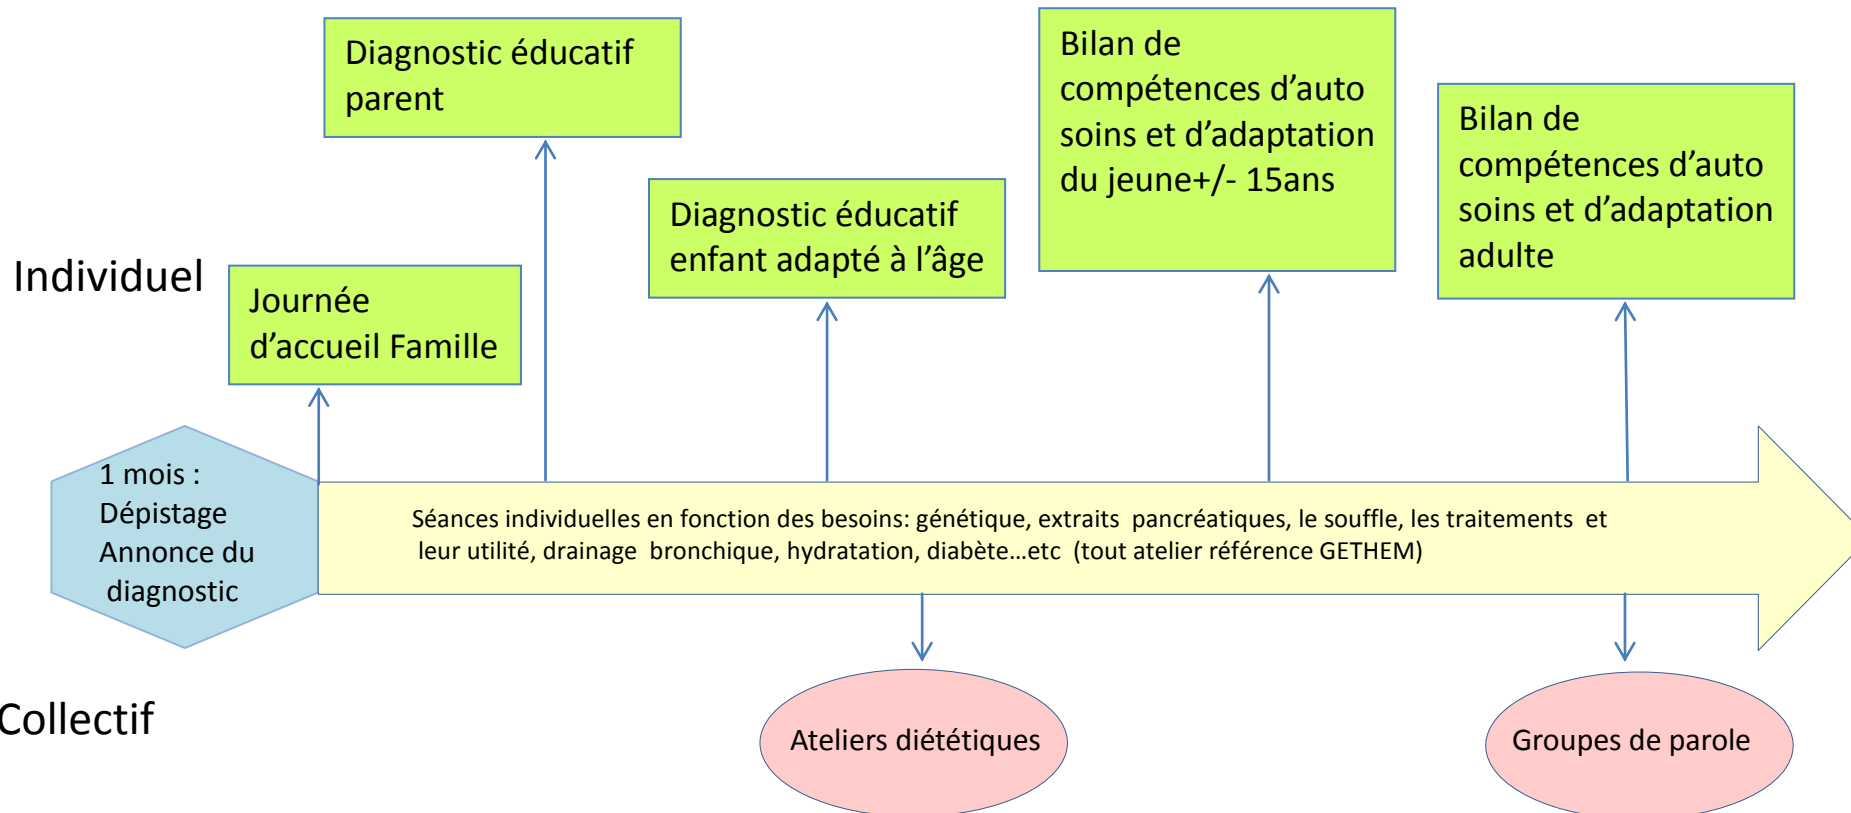 Diagnostic éducatif
parent
Bilan de
compétences d’auto
soins et d’adaptation
du jeune+/- 15ans
Bilan de
compétences d’auto
soins et d’adaptation
adulte
Diagnostic éducatif
enfant adapté à l’âge
Individuel
Journée
d’accueil Famille
1 mois :
Dépistage
Annonce du
diagnostic
Séances individuelles en fonction des besoins: génétique, extraits pancréatiques, le souffle, les traitements et
leur utilité, drainage bronchique, hydratation, diabète…etc (tout atelier référence GETHEM)
Collectif
Ateliers diététiques
Groupes de parole